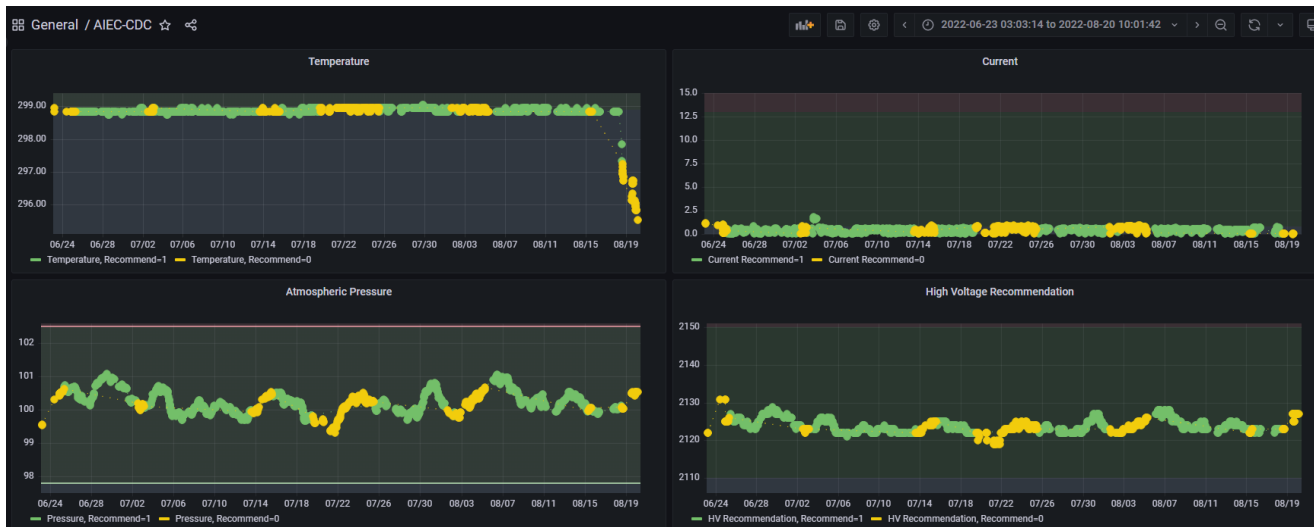 General / AIEC-CDC
2022-06-23 03:03:14 to 2022-08-20 10:01:42
Temperature
299.00
298.00
297.00
296.00
06/24 06/28 07/02 07/06 07/10 07/14 07/18 07/22 07/26 07/30 08/03 08/07 08/11 08/15 08/19
Temperature, Recommend=1 Temperature, Recommend=0
Current
15.0
12.5
10.0
7.5
5.0
2.5
0.0
06/24 06/28 07/02 07/06 07/10 07/14 07/18 07/22 07/26 07/30 08/03 08/07 08/11 08/15 08/19
Current Recommend=1 Current Recommend=0
Atmospheric Pressure
102
101
100
99
98
06/24 06/28 07/02 07/06 07/10 07/14 07/18 07/22 07/26 07/30 08/03 08/07 08/11 08/15 08/19
Pressure, Recommend=1 Pressure, Recommend=0
High Voltage Recommendation
2150
2140
2130
2120
2110
06/24 06/28 07/02 07/06 07/10 07/14 07/18 07/22 07/26 07/30 08/03 08/07 08/11 08/15 08/19
HV Recommendation, Recommend=1 HV Recommendation, Recommend=0